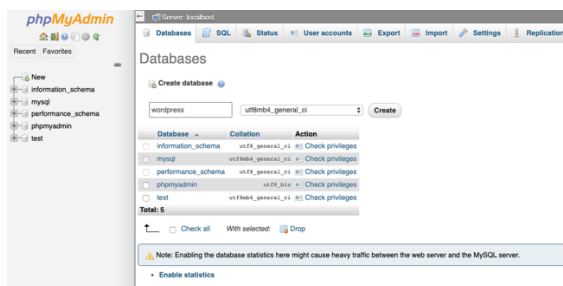 phpMyAdmin
Recent Favorites
New
information_schema
mysql
performance_schema
phpmyadmin
test
Server: localhost
Databases SQL Status User accounts Export Import Settings Replication
Databases
Create database
wordpress utf8mb4_general_ci Create
Database Collation Action
information_schema utf8_general_ci Check privileges
mysql utf8mb4_general_ci Check privileges
performance_schema utf8_general_ci Check privileges
phpmyadmin utf8_bin Check privileges
test utf8mb4_general_ci Check privileges
Total: 5
Check all With selected: Drop
Note: Enabling the database statistics here might cause heavy traffic between the web server and the MySQL server.
Enable statistics